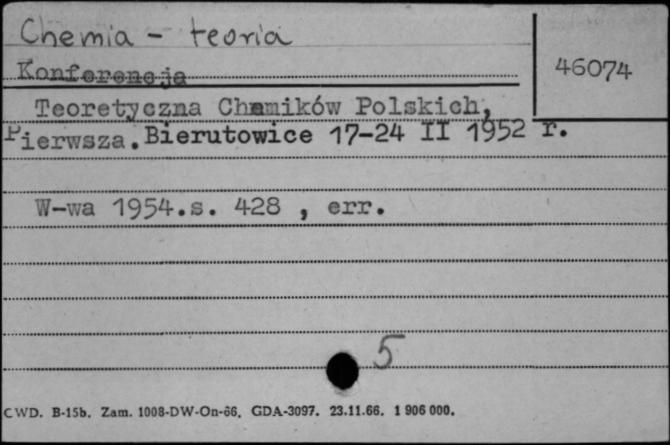 Chemia - teoria
46074
Konferencja
Teoretyczna Chemików Polskich,
Pierwsza. Bierutowice 17-24 II 1952 r.
W-wa 1954.s. 428 , err.
5
CWD. B-15b. Zam. 1008-DW-On-66. GDA-3097. 23.11.66. 1 906 000.